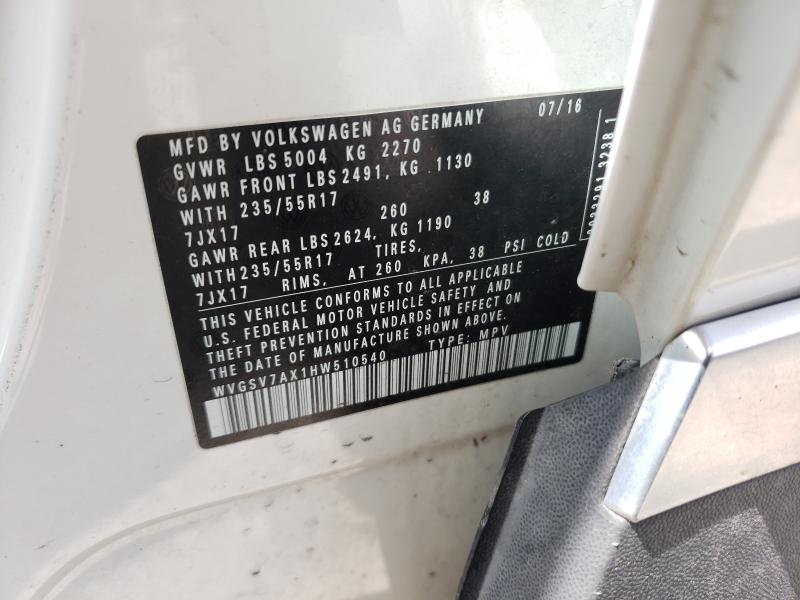 MFD BY VOLKSWAGEN AG GERMANY 07/16
GVWR LBS 5004 KG 2270
GAWR FRONT LBS 2491, KG 1130
WITH 235/55R17
7JX17 260 38
GAWR REAR LBS 2624, KG 1190
WITH 235/55R17 TIRES,
7JX17 RIMS, AT 260 KPA, 38 PSI COLD
THIS VEHICLE CONFORMS TO ALL APPLICABLE
U.S. FEDERAL MOTOR VEHICLE SAFETY AND
THEFT PREVENTION STANDARDS IN EFFECT ON
THE DATE OF MANUFACTURE SHOWN ABOVE.
WVGSV7AX1HW510540 TYPE: MPV